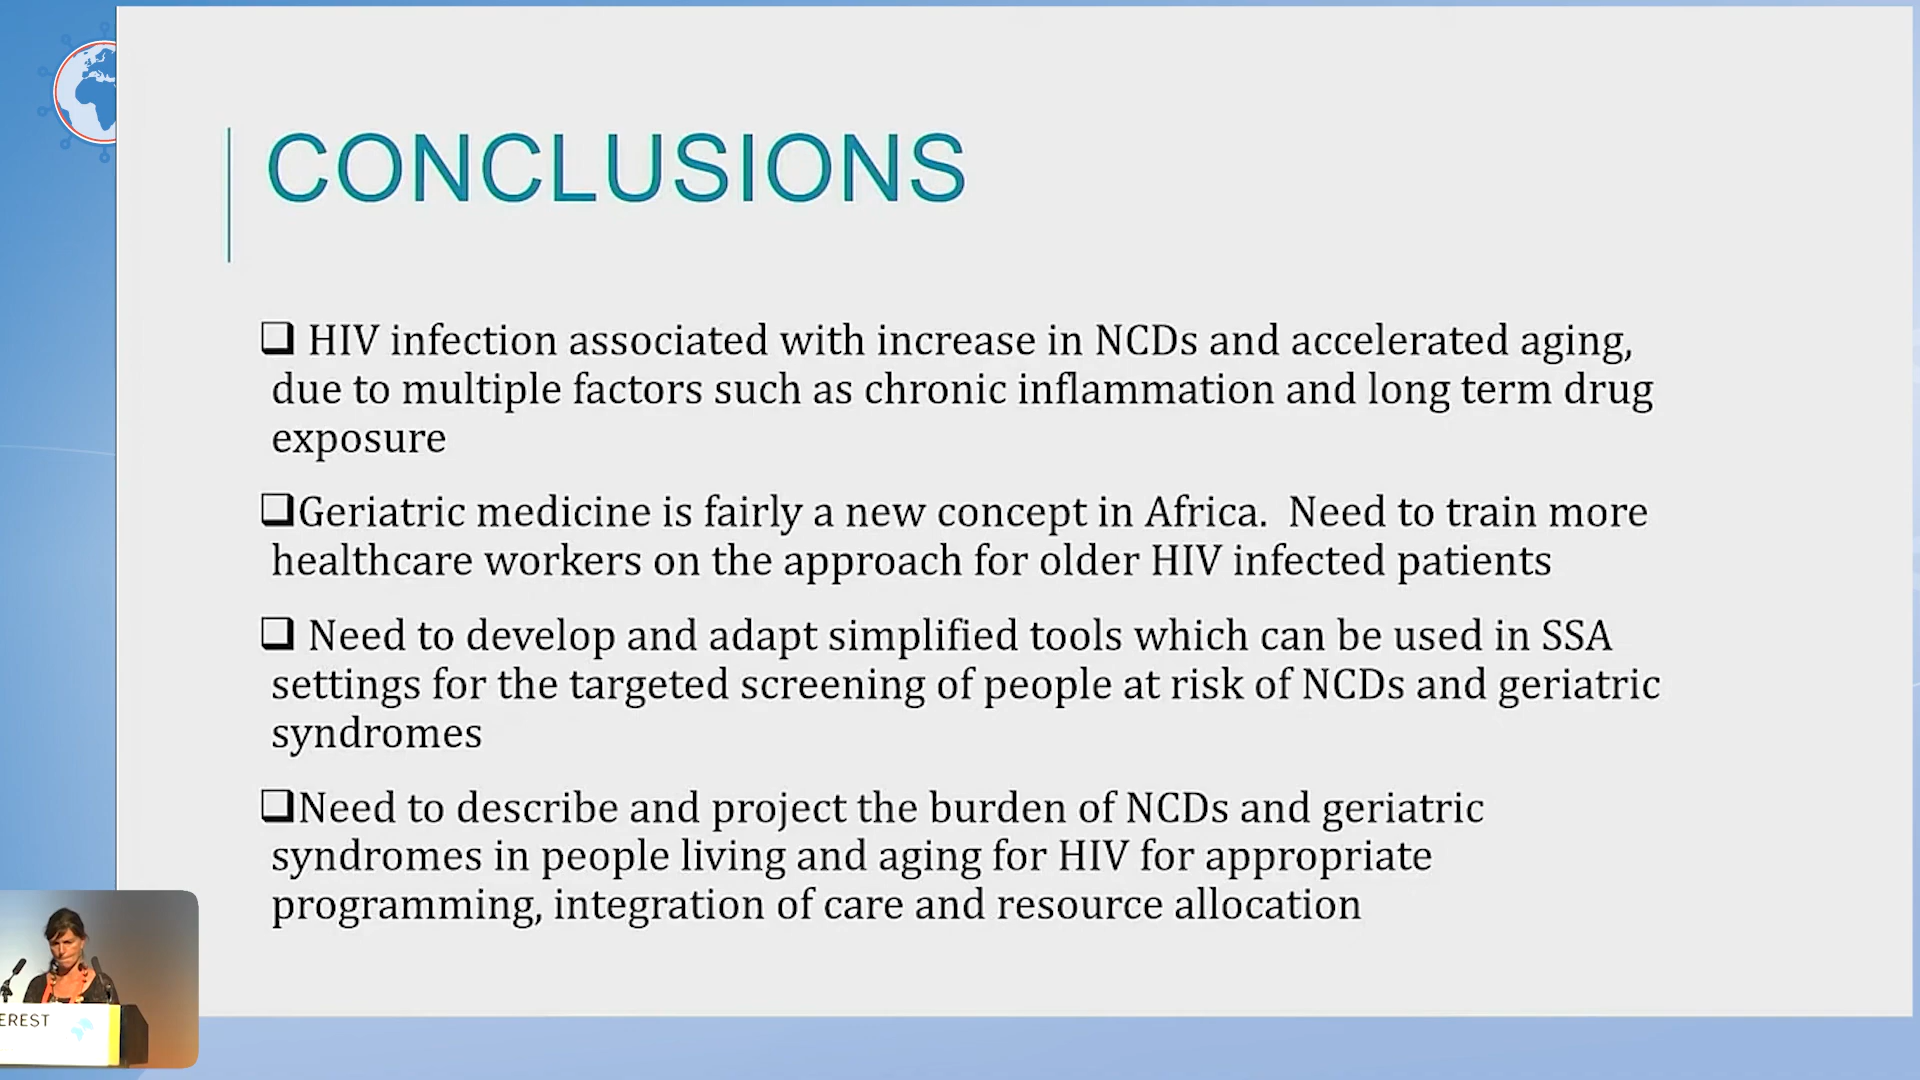 CONCLUSIONS
HIV infection associated with increase in NCDs and accelerated aging,
due to multiple factors such as chronic inflammation and long term drug
exposure
Geriatric medicine is fairly a new concept in Africa. Need to train more
healthcare workers on the approach for older HIV infected patients
Need to develop and adapt simplified tools which can be used in SSA
settings for the targeted screening of people at risk of NCDs and geriatric
syndromes
Need to describe and project the burden of NCDs and geriatric
syndromes in people living and aging for HIV for appropriate
programming, integration of care and resource allocation
EREST